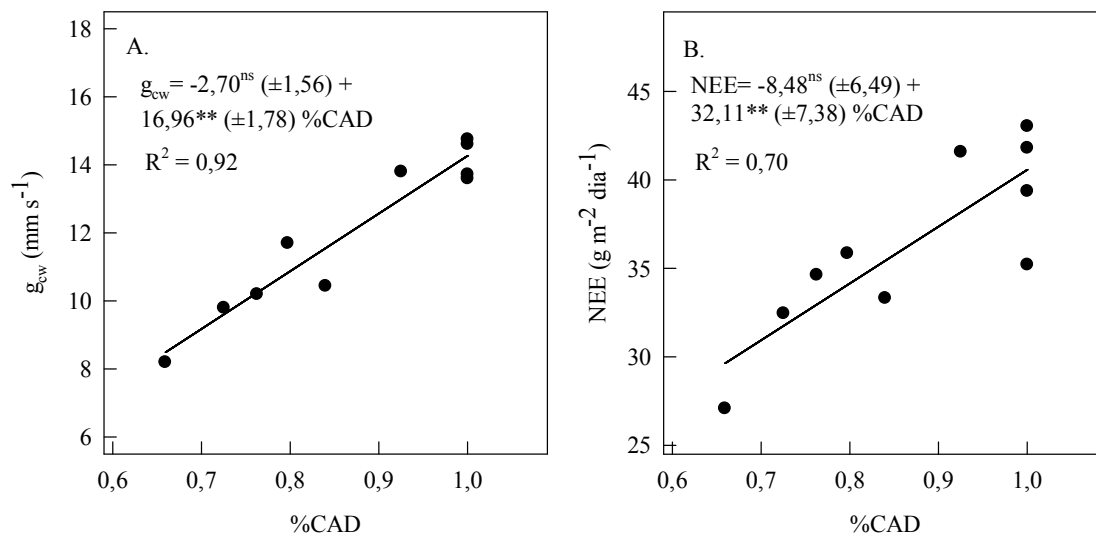 A.
g_cw= -2,70^ns (±1,56) +
16,96** (±1,78) %CAD
R² = 0,92
g_cw (mm s⁻¹)
18
16
14
12
10
8
6
0,6 0,7 0,8 0,9 1,0
%CAD
B.
NEE= -8,48^ns (±6,49) +
32,11** (±7,38) %CAD
R² = 0,70
NEE (g m⁻² dia⁻¹)
45
40
35
30
25
0,6 0,7 0,8 0,9 1,0
%CAD